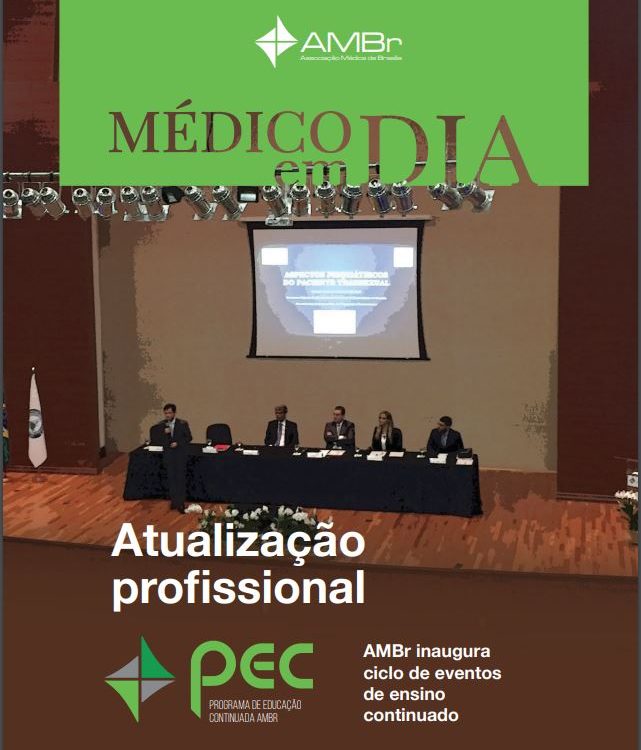 AMBr
Associação Médica de Brasília
MÉDICO
em DIA
ASPECTOS PSIQUIÁTRICOS
DO PACIENTE TRANSEXUAL
Atualização
profissional
PEC
PROGRAMA DE EDUCAÇÃO
CONTINUADA AMBR
AMBr inaugura
ciclo de eventos
de ensino
continuado